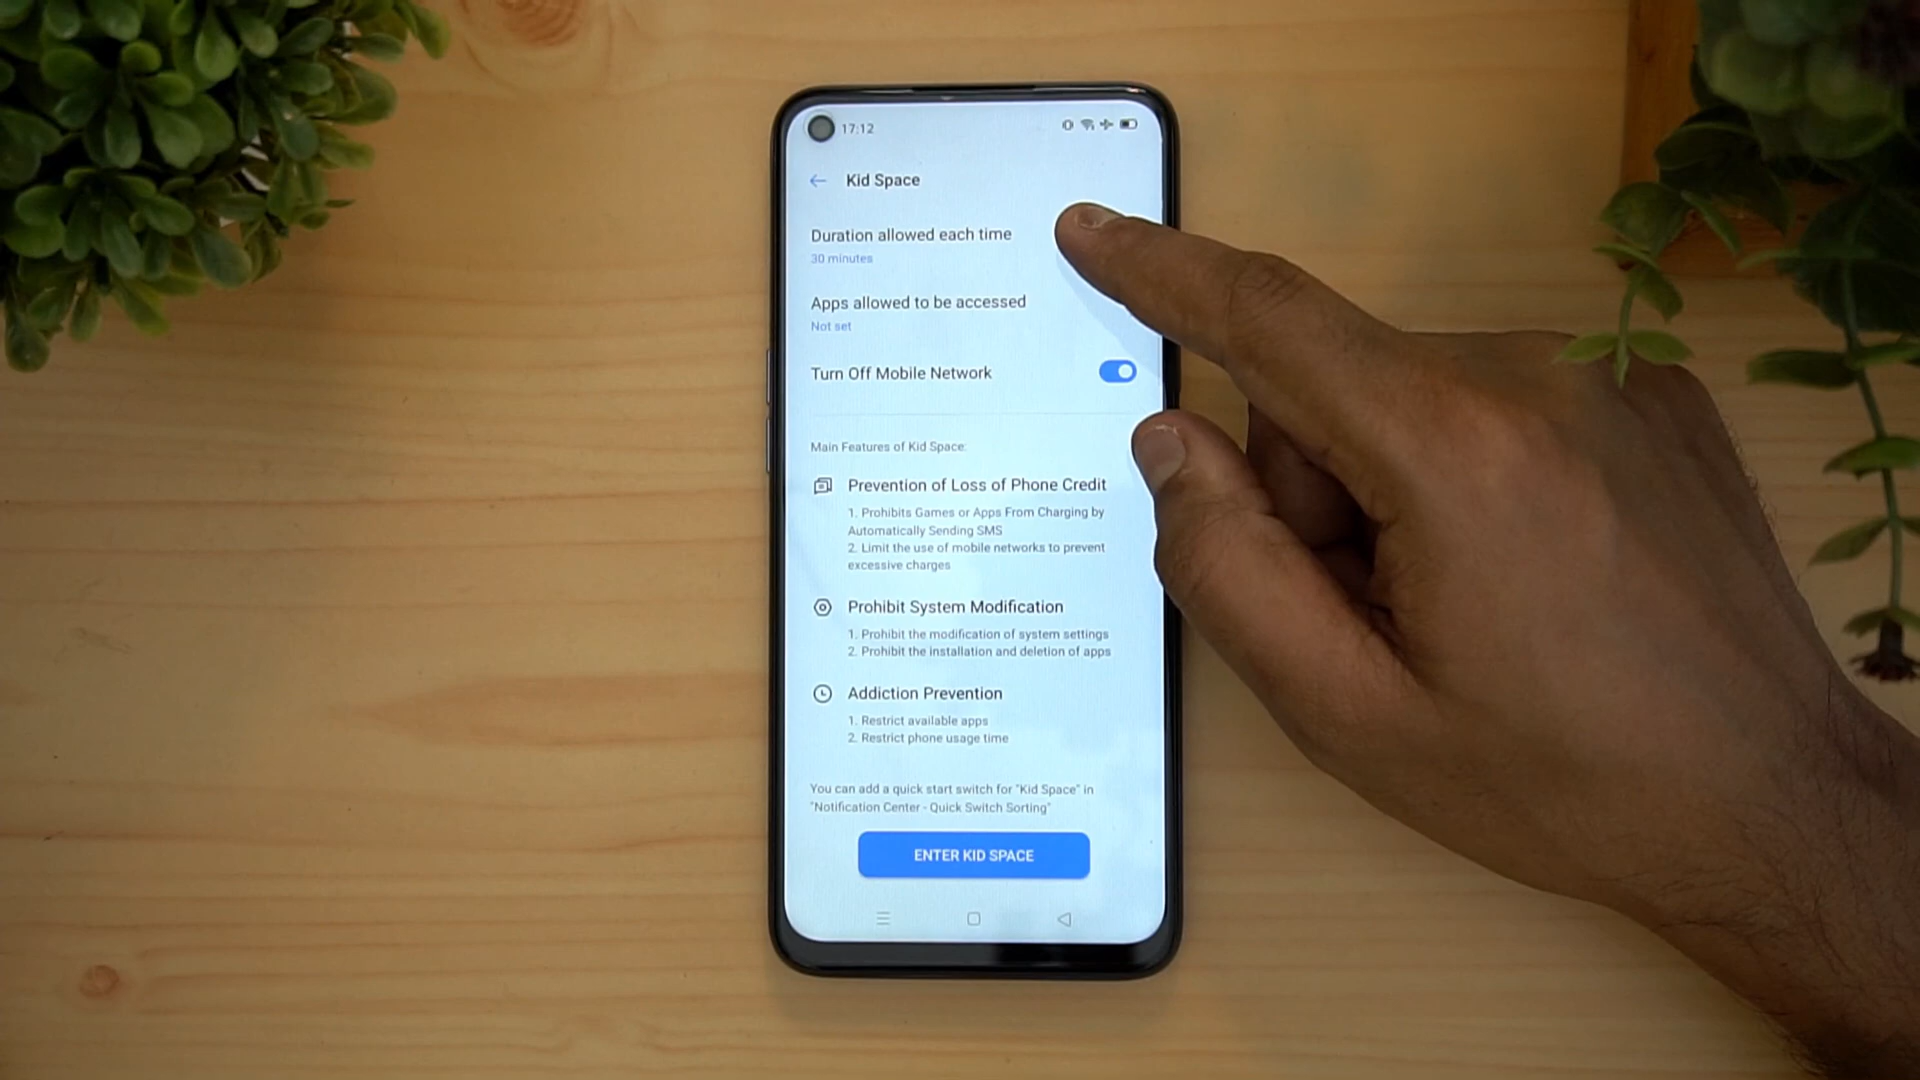 17:12
Kid Space
Duration allowed each time
30 minutes
Apps allowed to be accessed
Not set
Turn Off Mobile Network
Main Features of Kid Space:
Prevention of Loss of Phone Credit
1. Prohibits Games or Apps From Charging by
Automatically Sending SMS
2. Limit the use of mobile networks to prevent
excessive charges
Prohibit System Modification
1. Prohibit the modification of system settings
2. Prohibit the installation and deletion of apps
Addiction Prevention
1. Restrict available apps
2. Restrict phone usage time
You can add a quick start switch for "Kid Space" in
"Notification Center - Quick Switch Sorting"
ENTER KID SPACE